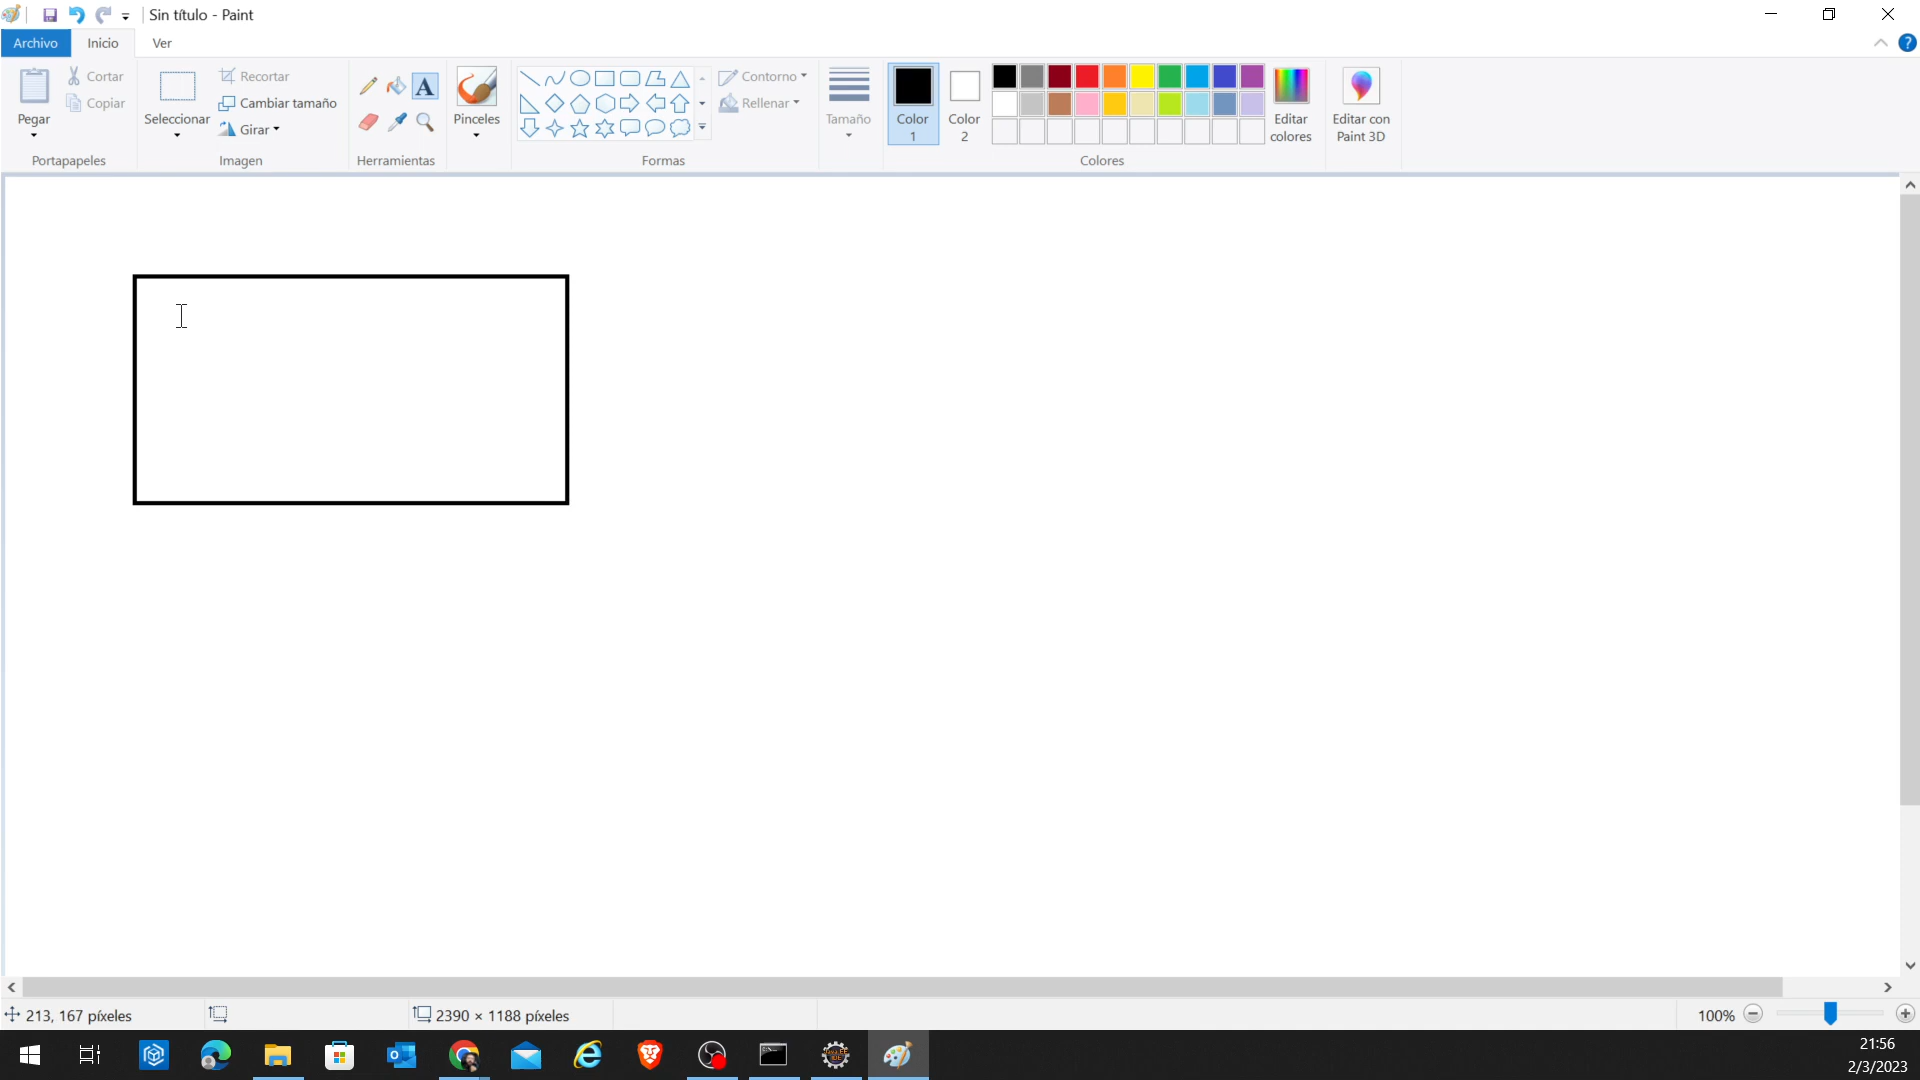 Sin título - Paint
Archivo Inicio Ver
Pegar
Cortar
Copiar
Portapapeles
Seleccionar
Recortar
Cambiar tamaño
Girar
Imagen
A
Herramientas
Pinceles
Formas
Contorno
Rellenar
Tamaño
Color
1
Color
2
Colores
Editar
colores
Editar con
Paint 3D
?
213, 167 píxeles
2390 × 1188 píxeles
100%
21:56
2/3/2023